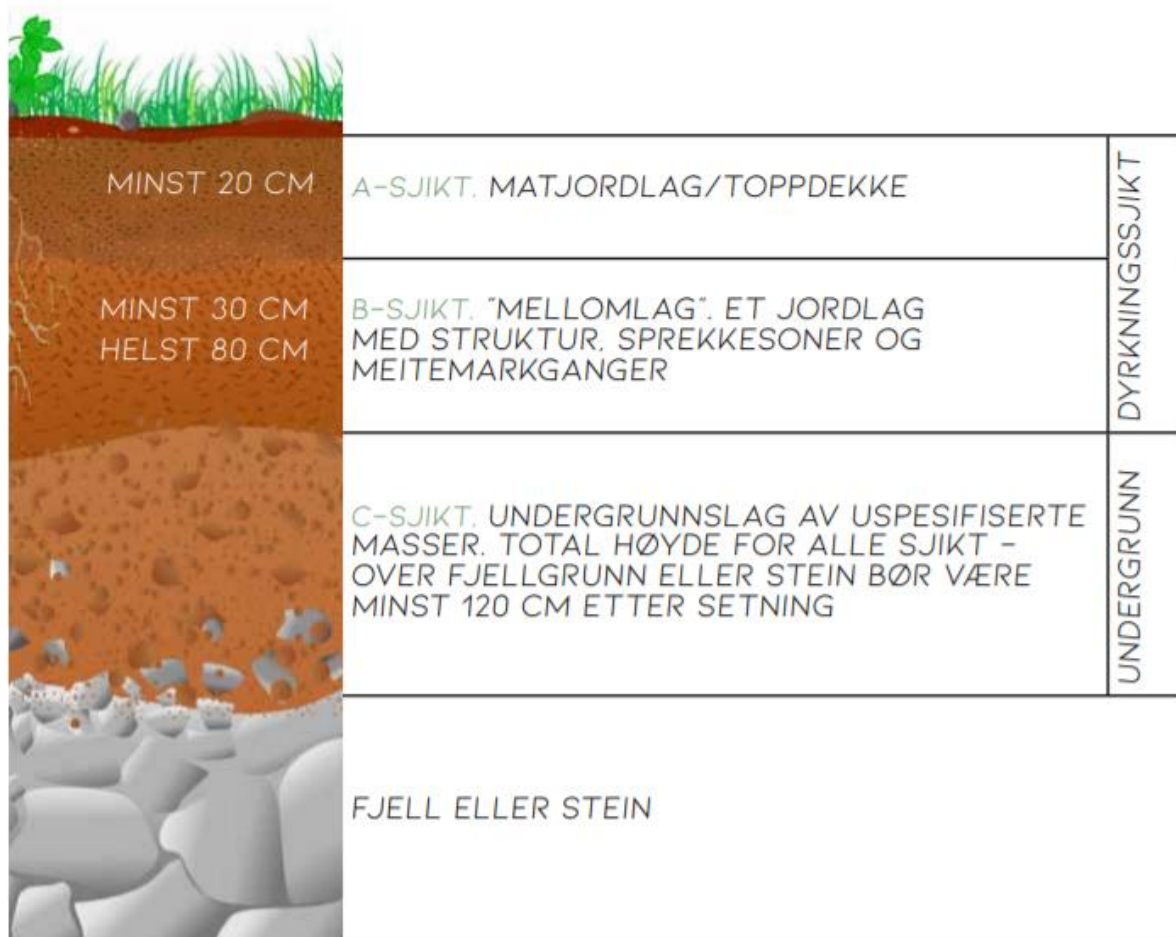 MINST 20 CM
A-SJIKT. MATJORDLAG/TOPPDEKKE
MINST 30 CM
HELST 80 CM
B-SJIKT. "MELLOMLAG". ET JORDLAG
MED STRUKTUR, SPREKKESONER OG
MEITEMARKGANGER
DYRKNINGSSJIKT
C-SJIKT. UNDERGRUNNSLAG AV USPESIFISERTE
MASSER. TOTAL HØYDE FOR ALLE SJIKT -
OVER FJELLGRUNN ELLER STEIN BØR VÆRE
MINST 120 CM ETTER SETNING
UNDERGRUNN
FJELL ELLER STEIN